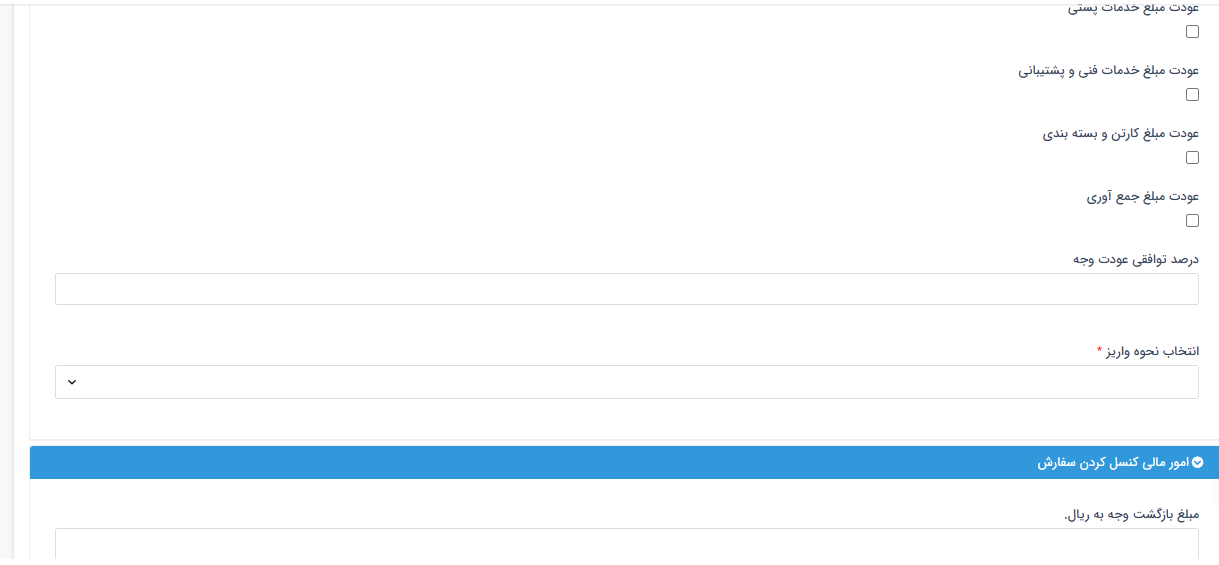 عودت مبلغ خدمات پستی
عودت مبلغ خدمات فنی و پشتیبانی
عودت مبلغ کارتن و بسته بندی
عودت مبلغ جمع آوری
درصد توافقی عودت وجه
انتخاب نحوه واریز *
امور مالی کنسل کردن سفارش
مبلغ بازگشت وجه به ریال.